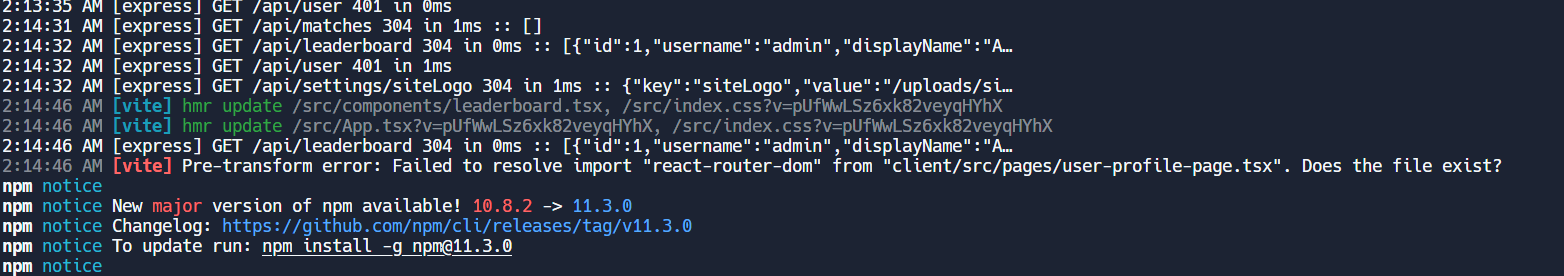 2:13:35 AM [express] GET /api/user 401 in 0ms
2:14:31 AM [express] GET /api/matches 304 in 1ms :: []
2:14:32 AM [express] GET /api/leaderboard 304 in 0ms :: [{"id":1,"username":"admin","displayName":"A…
2:14:32 AM [express] GET /api/user 401 in 1ms
2:14:32 AM [express] GET /api/settings/siteLogo 304 in 1ms :: {"key":"siteLogo","value":"/uploads/si…
2:14:46 AM [vite] hmr update /src/components/leaderboard.tsx, /src/index.css?v=pUfWwLSz6xk82veyqHYhX
2:14:46 AM [vite] hmr update /src/App.tsx?v=pUfWwLSz6xk82veyqHYhX, /src/index.css?v=pUfWwLSz6xk82veyqHYhX
2:14:46 AM [express] GET /api/leaderboard 304 in 0ms :: [{"id":1,"username":"admin","displayName":"A…
2:14:46 AM [vite] Pre-transform error: Failed to resolve import "react-router-dom" from "client/src/pages/user-profile-page.tsx". Does the file exist?
npm notice
npm notice New major version of npm available! 10.8.2 -> 11.3.0
npm notice Changelog: https://github.com/npm/cli/releases/tag/v11.3.0
npm notice To update run: npm install -g npm@11.3.0
npm notice